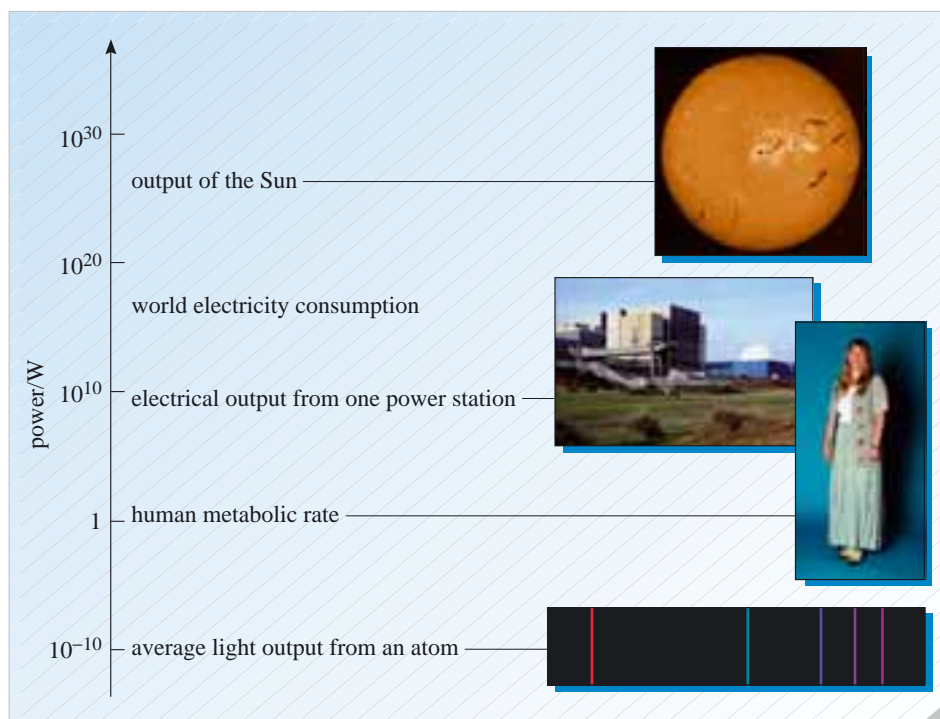 10³⁰
output of the Sun
10²⁰
world electricity consumption
power/W
10¹⁰
electrical output from one power station
1
human metabolic rate
10⁻¹⁰
average light output from an atom